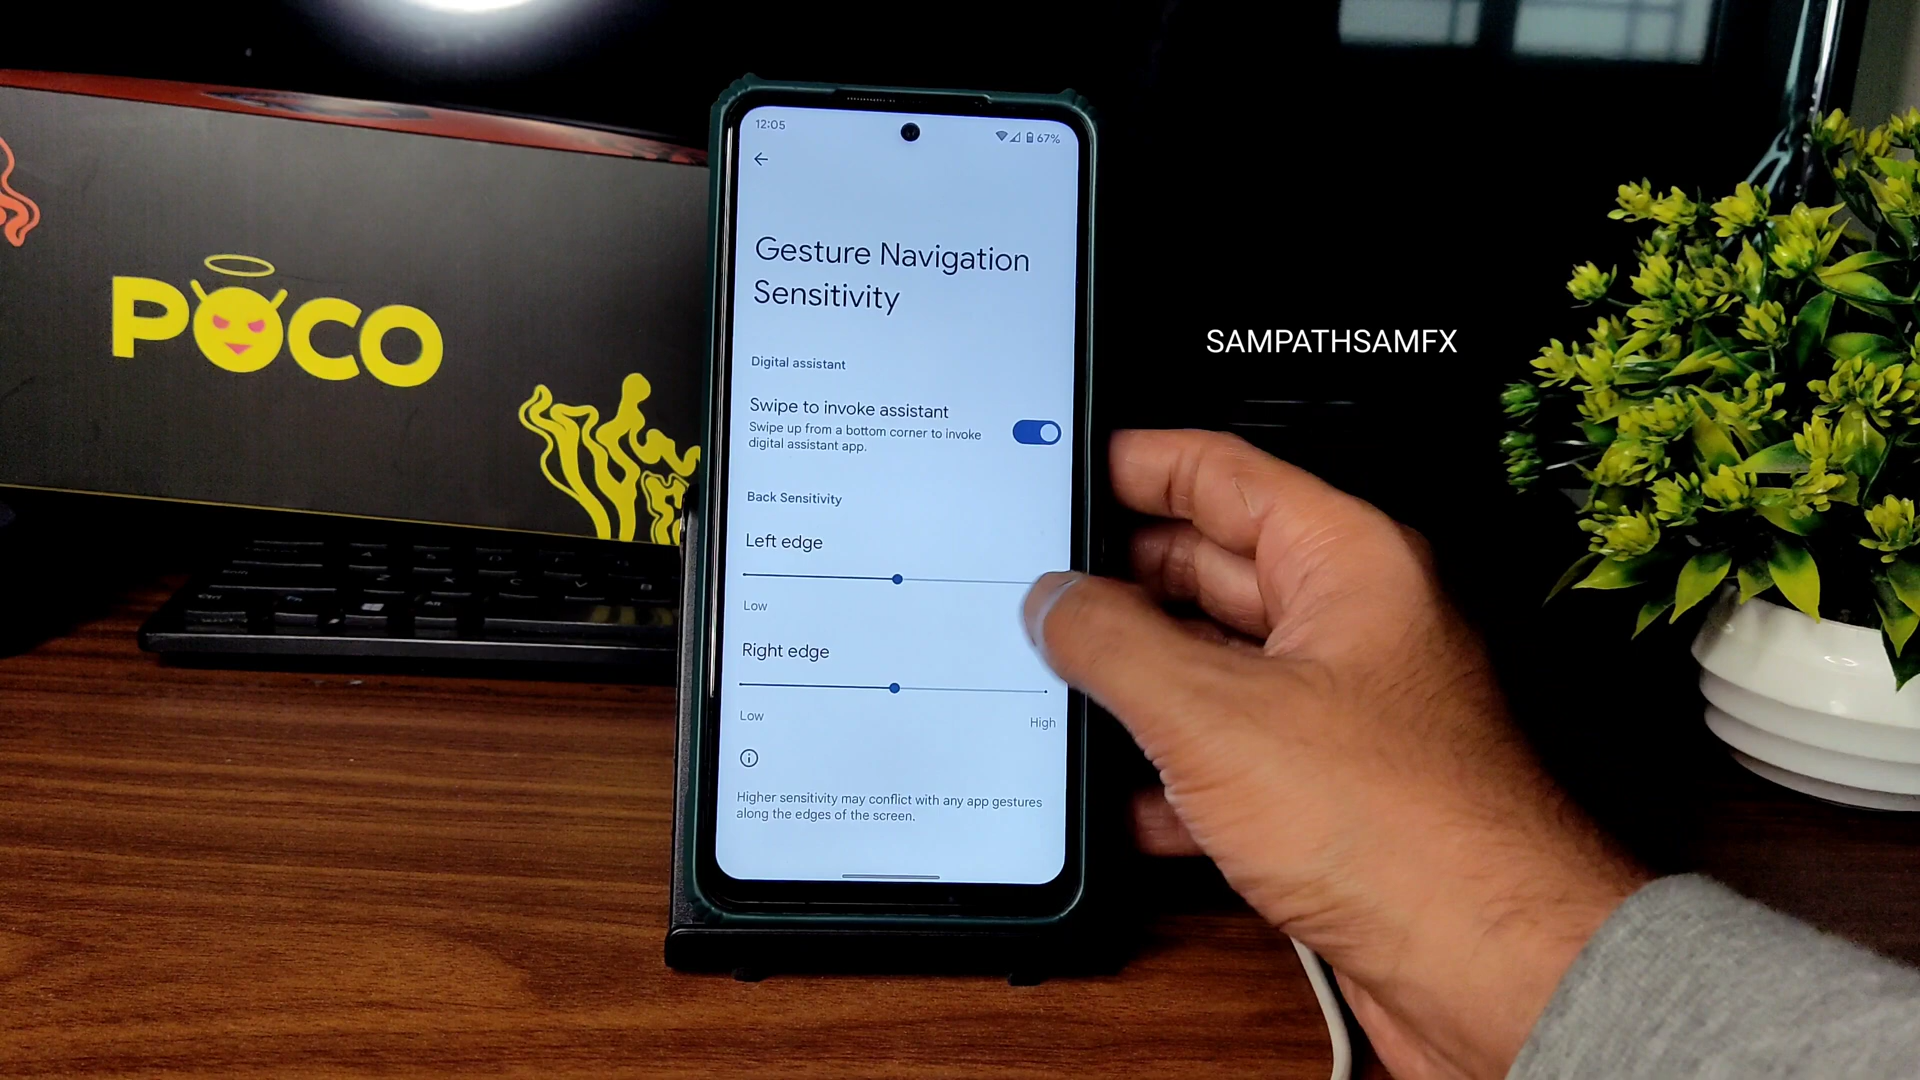 POCO
12:05
67%
Gesture Navigation
Sensitivity
Digital assistant
Swipe to invoke assistant
Swipe up from a bottom corner to invoke
digital assistant app.
Back Sensitivity
Left edge
Low
Right edge
Low
High
Higher sensitivity may conflict with any app gestures
along the edges of the screen.
SAMPATHSAMFX